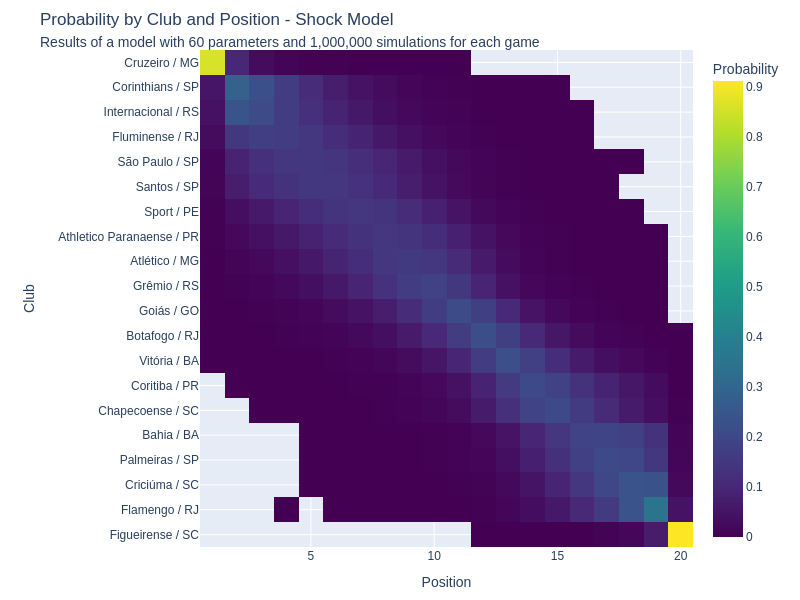 Probability by Club and Position - Shock Model
Results of a model with 60 parameters and 1,000,000 simulations for each game
Probability
Club
Cruzeiro / MG
Corinthians / SP
Internacional / RS
Fluminense / RJ
São Paulo / SP
Santos / SP
Sport / PE
Athletico Paranaense / PR
Atlético / MG
Grêmio / RS
Goiás / GO
Botafogo / RJ
Vitória / BA
Coritiba / PR
Chapecoense / SC
Bahia / BA
Palmeiras / SP
Criciúma / SC
Flamengo / RJ
Figueirense / SC
0.9
0.8
0.7
0.6
0.5
0.4
0.3
0.2
0.1
0
5 10 15 20
Position